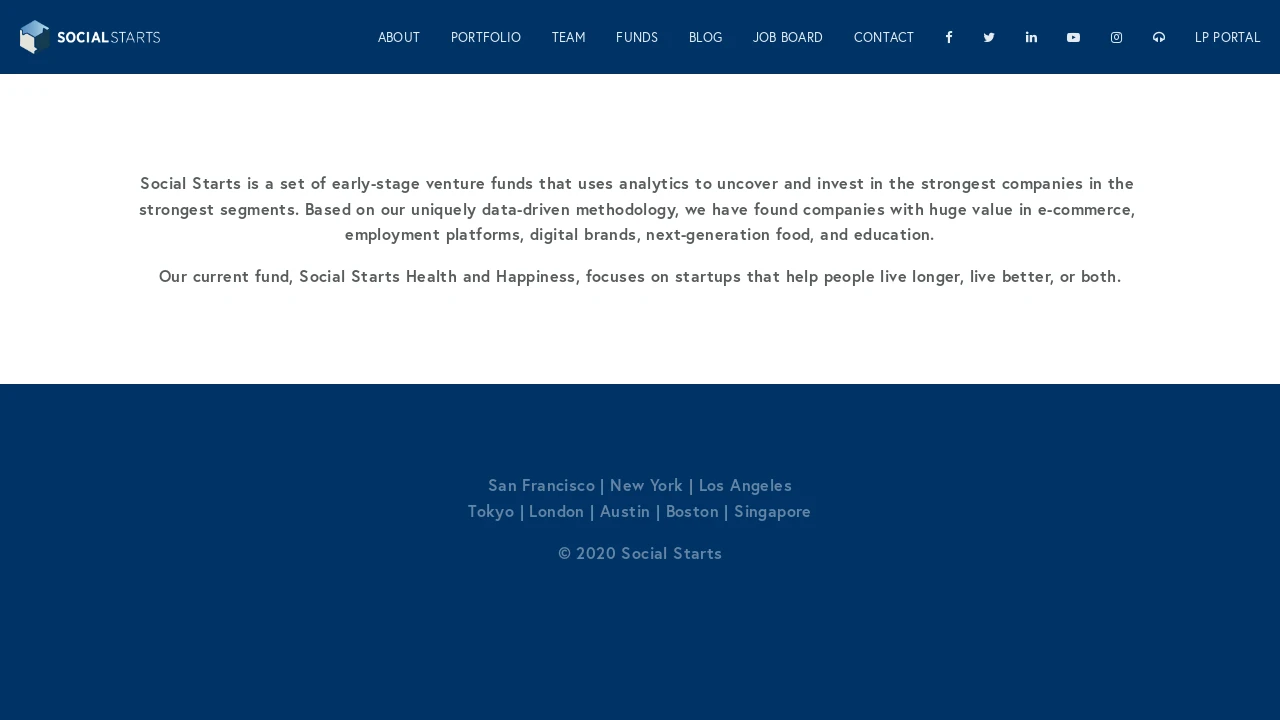 SOCIALSTARTS
ABOUT PORTFOLIO TEAM FUNDS BLOG JOB BOARD CONTACT LP PORTAL
Social Starts is a set of early-stage venture funds that uses analytics to uncover and invest in the strongest companies in the
strongest segments. Based on our uniquely data-driven methodology, we have found companies with huge value in e-commerce,
employment platforms, digital brands, next-generation food, and education.
Our current fund, Social Starts Health and Happiness, focuses on startups that help people live longer, live better, or both.
San Francisco | New York | Los Angeles
Tokyo | London | Austin | Boston | Singapore
© 2020 Social Starts